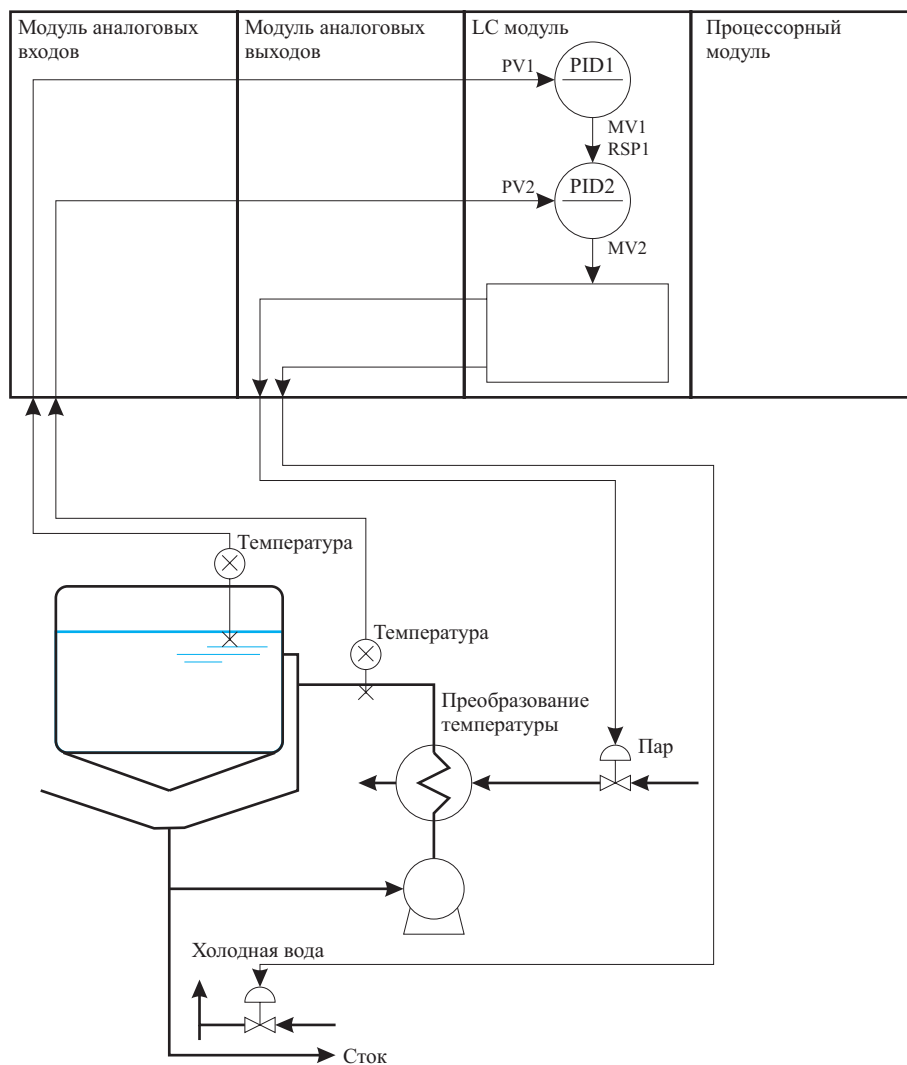 Модуль аналоговых
входов
Модуль аналоговых
выходов
LC модуль
Процессорный
модуль
PV1
PID1
MV1
RSP1
PV2
PID2
MV2
Температура
Температура
Преобразование
температуры
Пар
Холодная вода
Сток